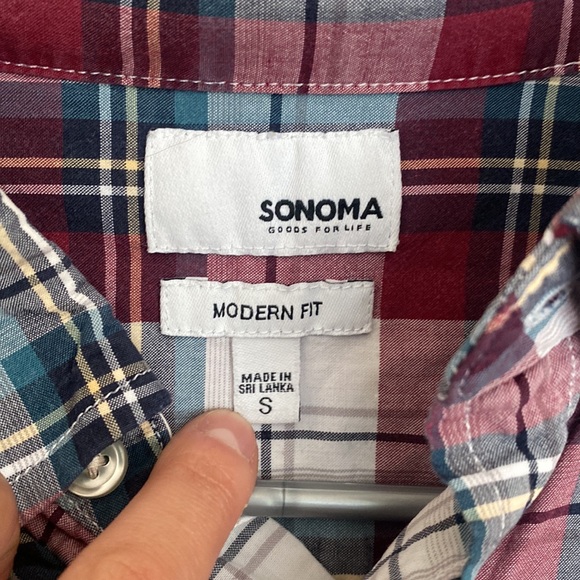 SONOMA
GOODS FOR LIFE
MODERN FIT
MADE IN
SRI LANKA
S